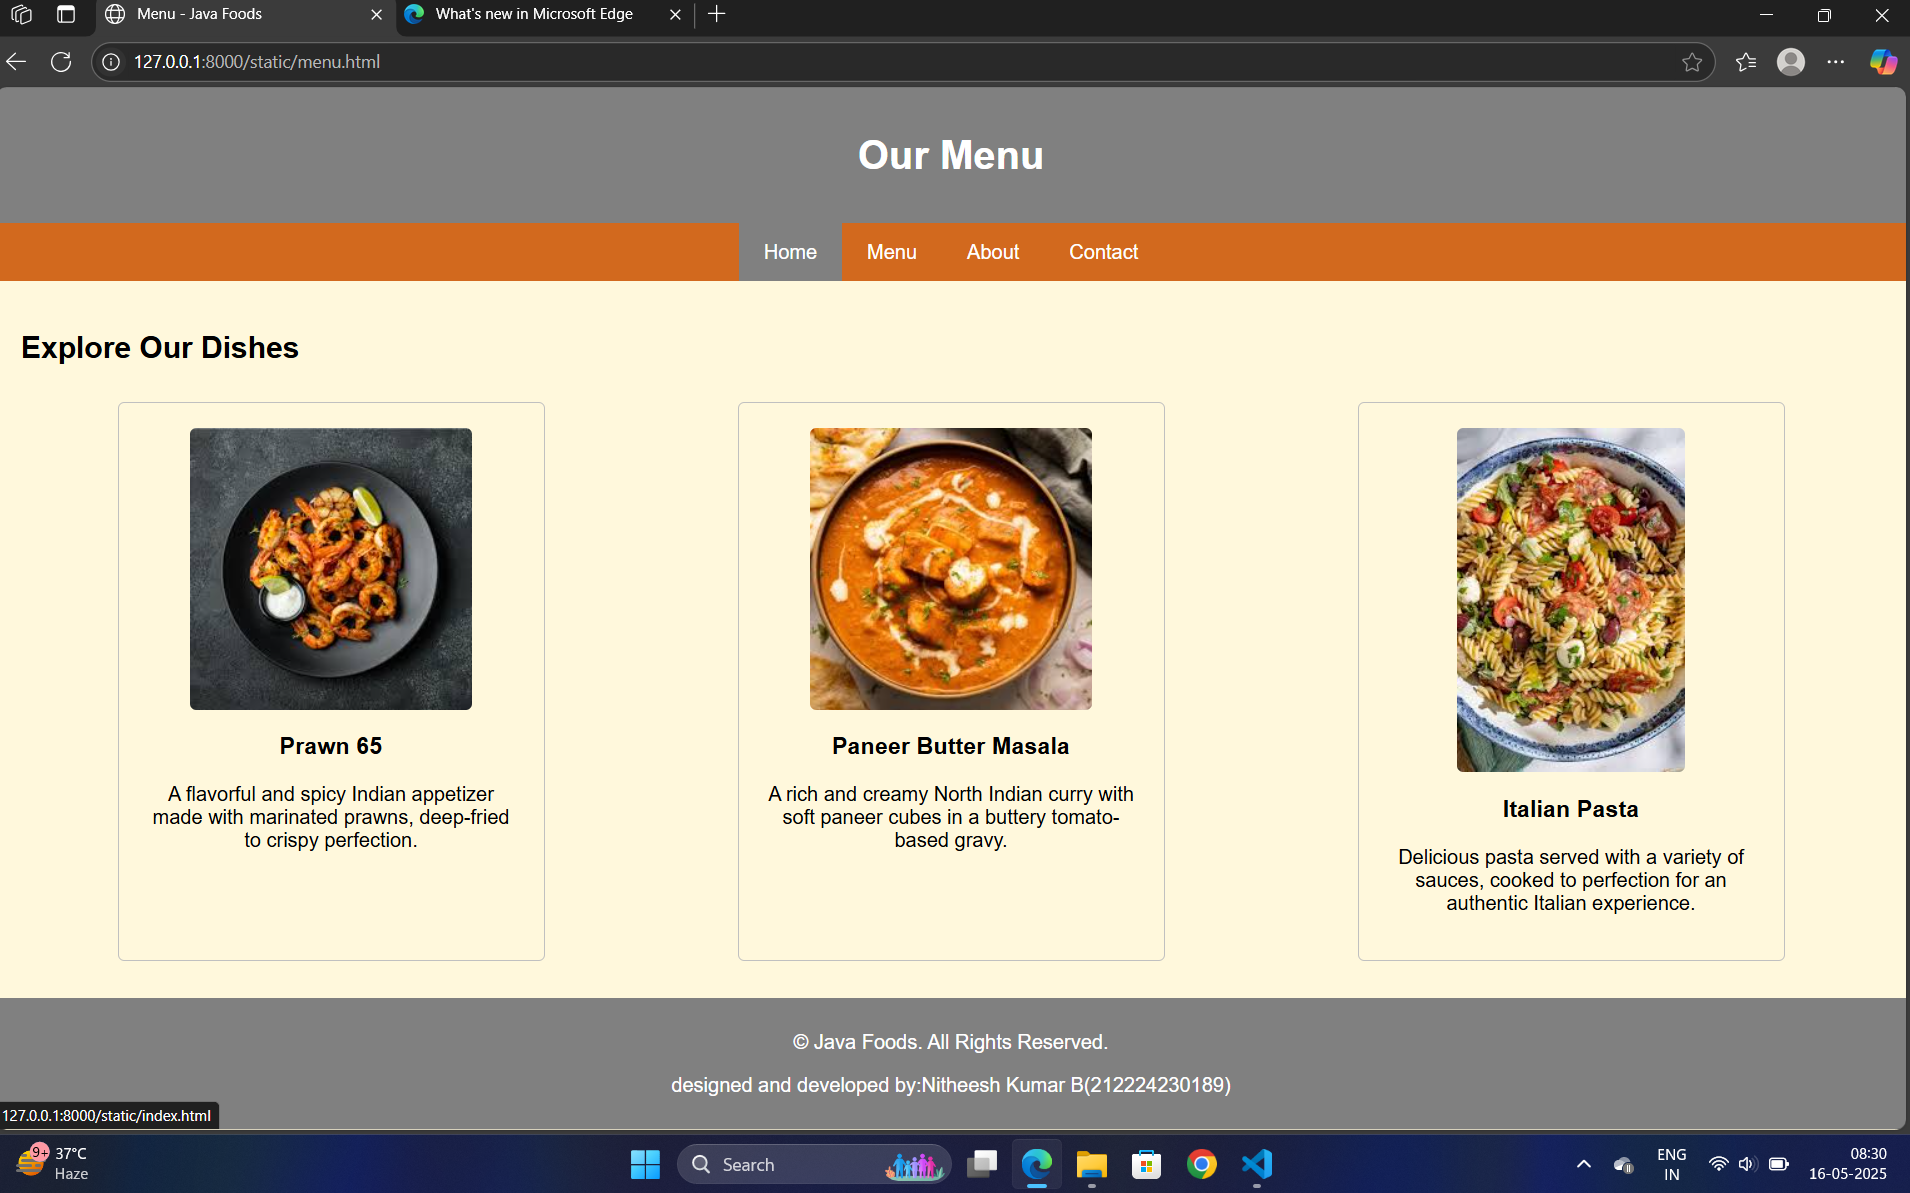 Menu - Java Foods
What's new in Microsoft Edge
127.0.0.1:8000/static/menu.html
Our Menu
Home Menu About Contact
Explore Our Dishes
Prawn 65
A flavorful and spicy Indian appetizer
made with marinated prawns, deep-fried
to crispy perfection.
Paneer Butter Masala
A rich and creamy North Indian curry with
soft paneer cubes in a buttery tomato-
based gravy.
Italian Pasta
Delicious pasta served with a variety of
sauces, cooked to perfection for an
authentic Italian experience.
© Java Foods. All Rights Reserved.
designed and developed by:Nitheesh Kumar B(212224230189)
127.0.0.1:8000/static/index.html
9+
37°C
Haze
Search
ENG
IN
08:30
16-05-2025